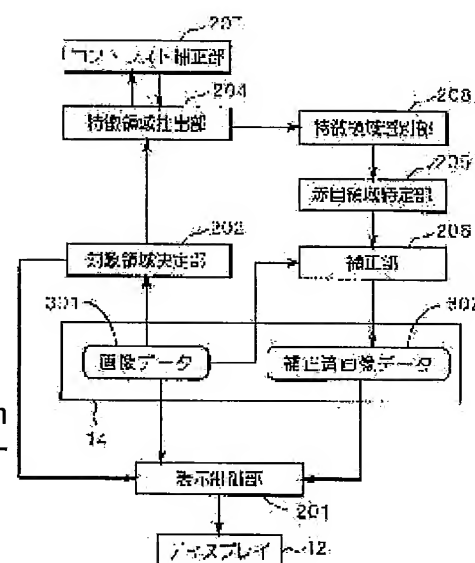 207
コントラスト補正部
204
特徴領域抽出部
特徴領域識別部
赤目領域特定部
202
206
対象領域決定部
補正部
301
302
画像データ
補正済画像データ
14
表示制御部
201
ディスプレイ
12